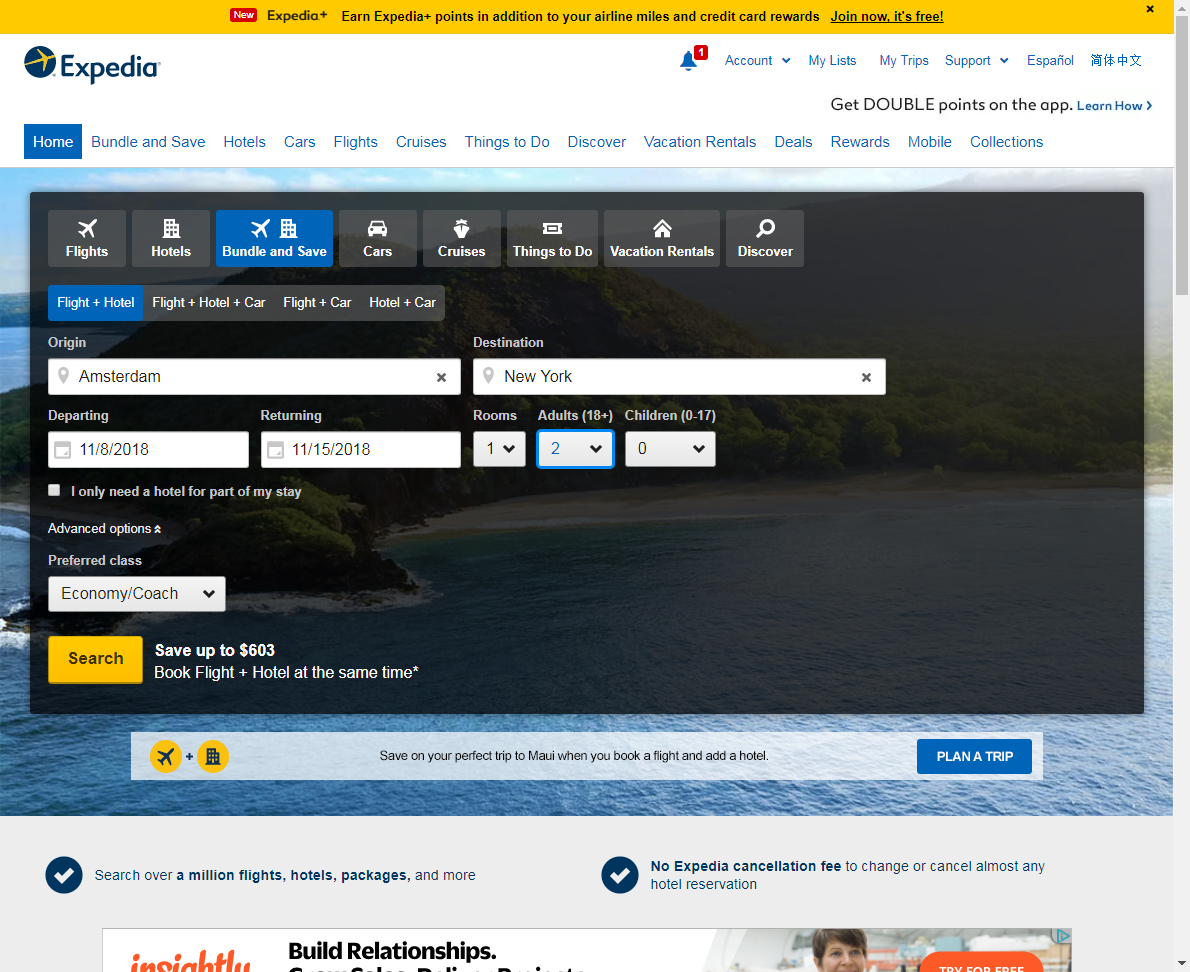 New Expedia+ Earn Expedia+ points in addition to your airline miles and credit card rewards Join now, it's free!
Expedia
1 Account My Lists My Trips Support Español 简体中文
Get DOUBLE points on the app. Learn How
Home Bundle and Save Hotels Cars Flights Cruises Things to Do Discover Vacation Rentals Deals Rewards Mobile Collections
Flights Hotels Bundle and Save Cars Cruises Things to Do Vacation Rentals Discover
Flight + Hotel Flight + Hotel + Car Flight + Car Hotel + Car
Origin Destination
Amsterdam New York
Departing Returning Rooms Adults (18+) Children (0-17)
11/8/2018 11/15/2018 1 2 0
I only need a hotel for part of my stay
Advanced options
Preferred class
Economy/Coach
Search Save up to $603
Book Flight + Hotel at the same time*
+ Save on your perfect trip to Maui when you book a flight and add a hotel. PLAN A TRIP
Search over a million flights, hotels, packages, and more
No Expedia cancellation fee to change or cancel almost any
hotel reservation
insightly Build Relationships.
Grow Sales. Deliver Projects.
TRY FOR FREE